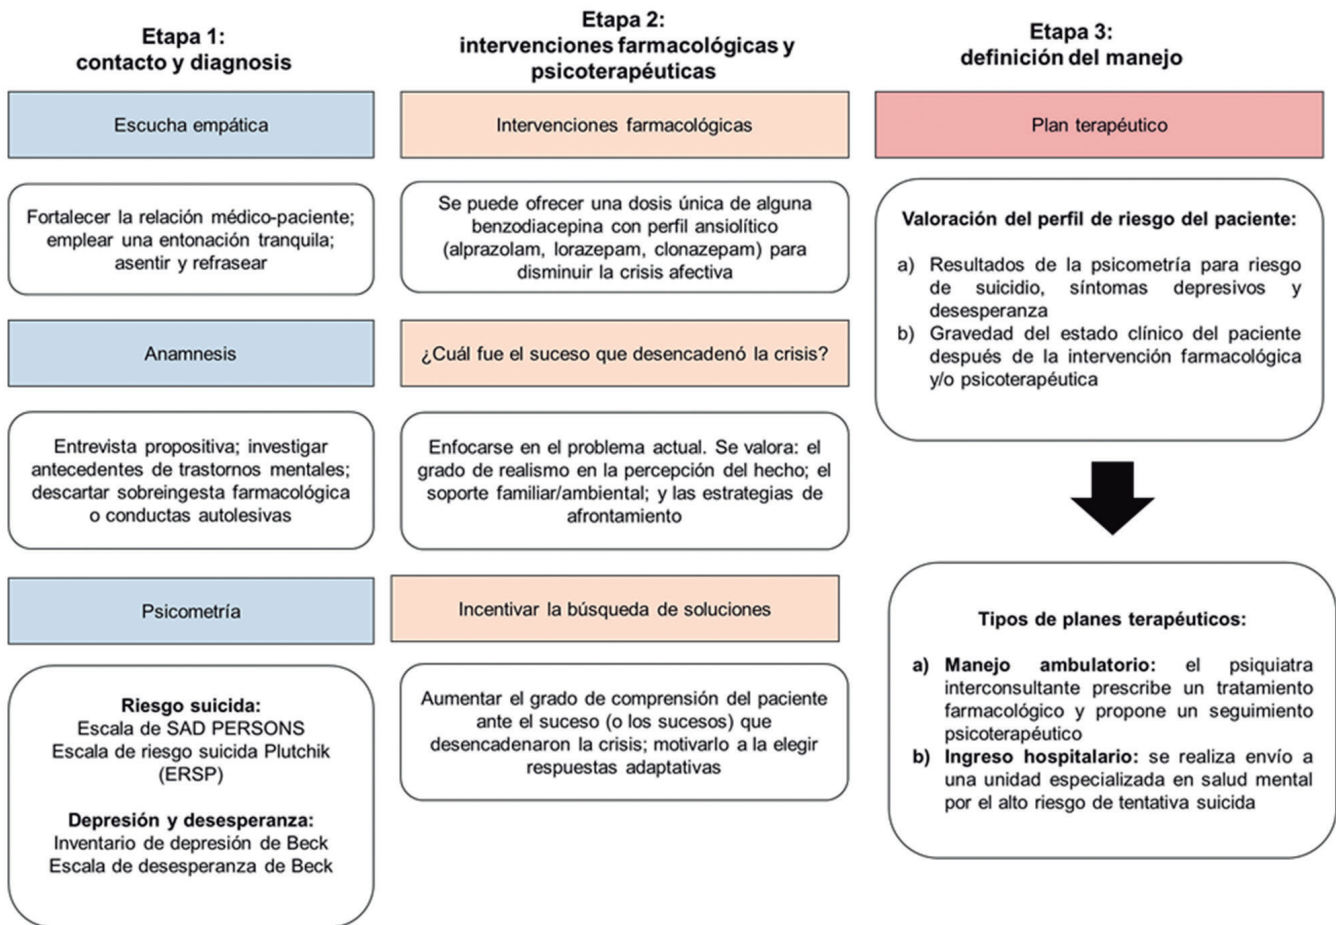 Etapa 1:
contacto y diagnosis
Escucha empática
Fortalecer la relación médico-paciente;
emplear una entonación tranquila;
asentir y refrasear
Anamnesis
Entrevista propositiva; investigar
antecedentes de trastornos mentales;
descartar sobreingesta farmacológica
o conductas autolesivas
Psicometría
Riesgo suicida:
Escala de SAD PERSONS
Escala de riesgo suicida Plutchik
(ERSP)
Depresión y desesperanza:
Inventario de depresión de Beck
Escala de desesperanza de Beck
Etapa 2:
intervenciones farmacológicas y
psicoterapéuticas
Intervenciones farmacológicas
Se puede ofrecer una dosis única de alguna
benzodiacepina con perfil ansiolítico
(alprazolam, lorazepam, clonazepam) para
disminuir la crisis afectiva
¿Cuál fue el suceso que desencadenó la crisis?
Enfocarse en el problema actual. Se valora: el
grado de realismo en la percepción del hecho; el
soporte familiar/ambiental; y las estrategias de
afrontamiento
Incentivar la búsqueda de soluciones
Aumentar el grado de comprensión del paciente
ante el suceso (o los sucesos) que
desencadenaron la crisis; motivarlo a la elegir
respuestas adaptativas
Etapa 3:
definición del manejo
Plan terapéutico
Valoración del perfil de riesgo del paciente:
a) Resultados de la psicometría para riesgo
de suicidio, síntomas depresivos y
desesperanza
b) Gravedad del estado clínico del paciente
después de la intervención farmacológica
y/o psicoterapéutica
Tipos de planes terapéuticos:
a) Manejo ambulatorio: el psiquiatra
interconsultante prescribe un tratamiento
farmacológico y propone un seguimiento
psicoterapéutico
b) Ingreso hospitalario: se realiza envío a
una unidad especializada en salud mental
por el alto riesgo de tentativa suicida